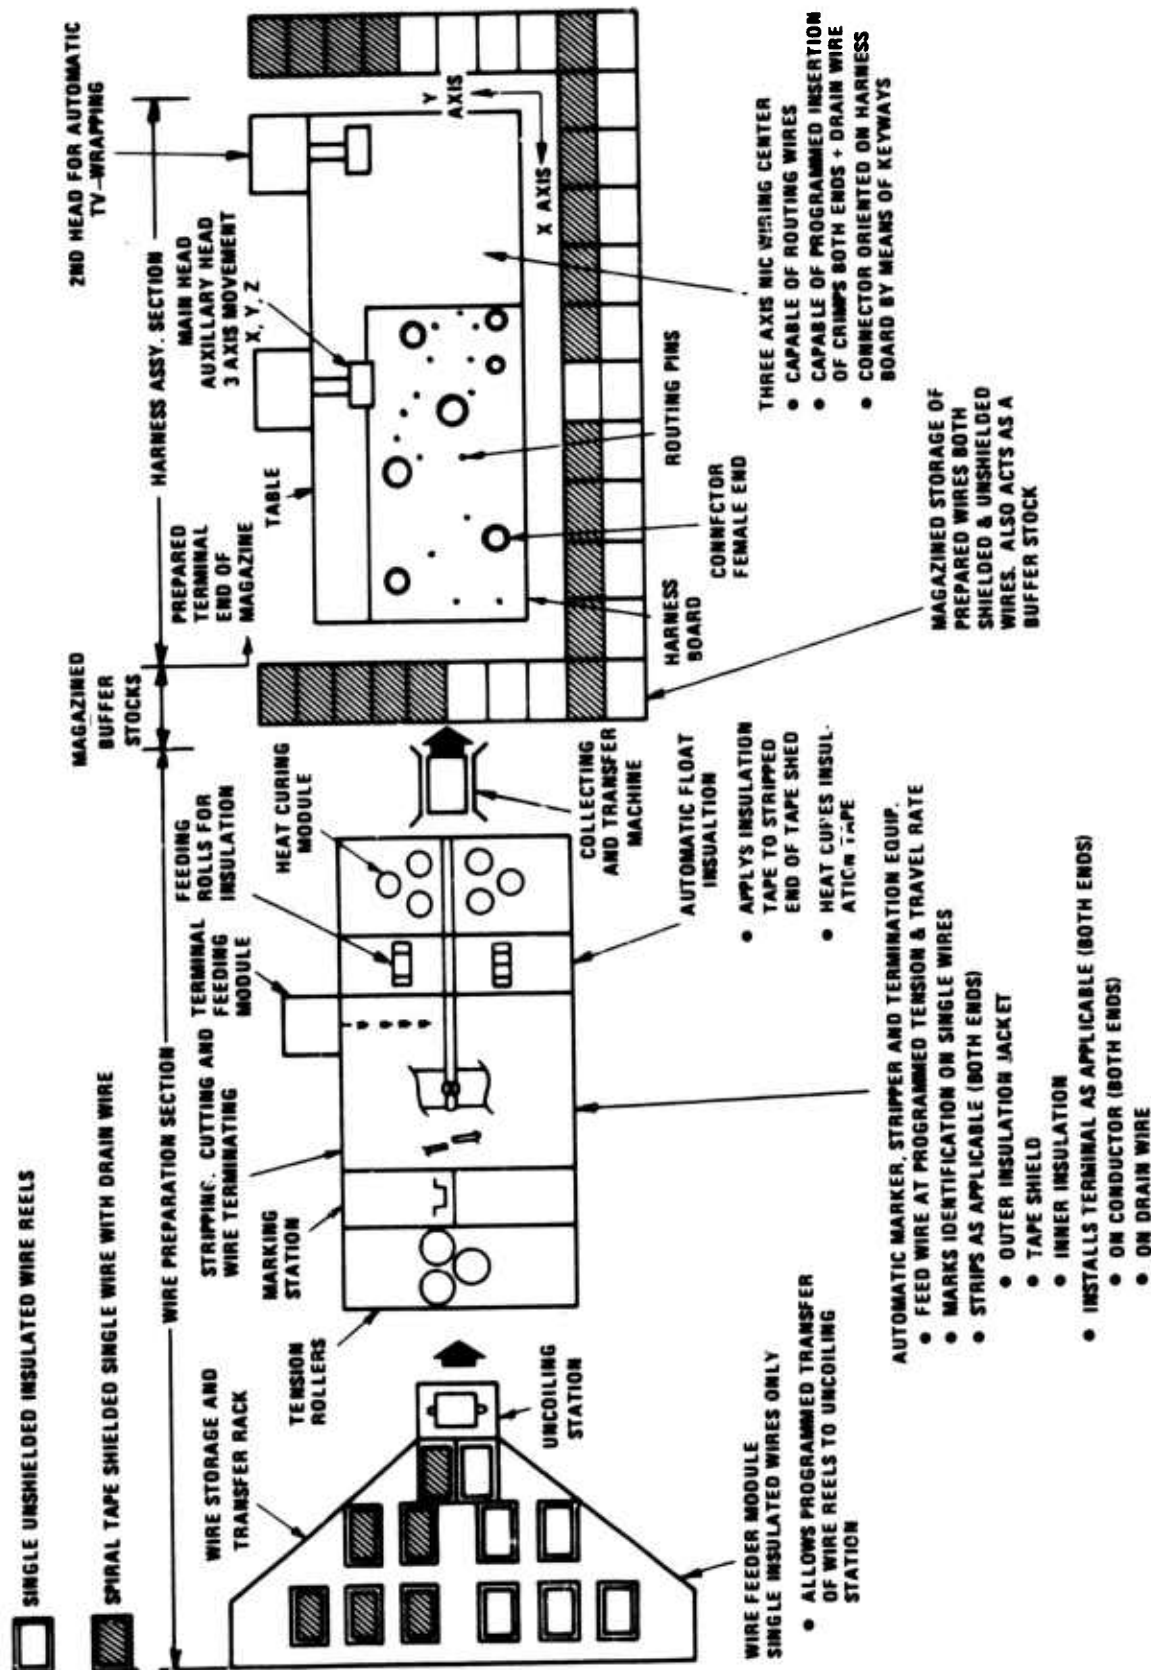 SINGLE UNSHIELDED INSULATED WIRE REELS
SPIRAL TAPE SHIELDED SINGLE WIRE WITH DRAIN WIRE
WIRE PREPARATION SECTION
MAGAZINED
BUFFER
STOCKS
HARNESS ASSY. SECTION
2ND HEAD FOR AUTOMATIC
TV-WRAPPING
WIRE STORAGE AND
TRANSFER RACK
TENSION
ROLLERS
MARKING
STATION
STRIPPING. CUTTING AND
WIRE TERMINATING
TERMINAL
FEEDING
MODULE
FEEDING
ROLLS FOR
INSULATION
HEAT CURING
MODULE
PREPARED
TERMINAL
END OF
MAGAZINE
TABLE
MAIN HEAD
AUXILLARY HEAD
3 AXIS MOVEMENT
X, Y, Z
Y
AXIS
X AXIS
UNCOILING
STATION
COLLECTING
AND TRANSFER
MACHINE
HARNESS
BOARD
CONNFCTOR
FEMALE END
ROUTING PINS
WIRE FEEDER MODULE
SINGLE INSULATED WIRES ONLY
• ALLOWS PROGRAMMED TRANSFER
OF WIRE REELS TO UNCOILING
STATION
AUTOMATIC FLOAT
INSUALTION
• APPLYS INSULATION
TAPE TO STRIPPED
END OF TAPE SHED
• HEAT CURES INSUL-
ATION TAPE
AUTOMATIC MARKER, STRIPPER AND TERMINATION EQUIP.
• FEED WIRE AT PROGRAMMED TENSION & TRAVEL RATE
• MARKS IDENTIFICATION ON SINGLE WIRES
• STRIPS AS APPLICABLE (BOTH ENDS)
• OUTER INSULATION JACKET
• TAPE SHIELD
• INNER INSULATION
• INSTALLS TERMINAL AS APPLICABLE (BOTH ENDS)
• ON CONDUCTOR (BOTH ENDS)
• ON DRAIN WIRE
MAGAZINED STORAGE OF
PREPARED WIRES BOTH
SHIELDED & UNSHIELDED
WIRES. ALSO ACTS AS A
BUFFER STOCK
THREE AXIS N/C WIRING CENTER
• CAPABLE OF ROUTING WIRES
• CAPABLE OF PROGRAMMED INSERTION
OF CRIMPS BOTH ENDS + DRAIN WIRE
• CONNECTOR ORIENTED ON HARNESS
BOARD BY MEANS OF KEYWAYS